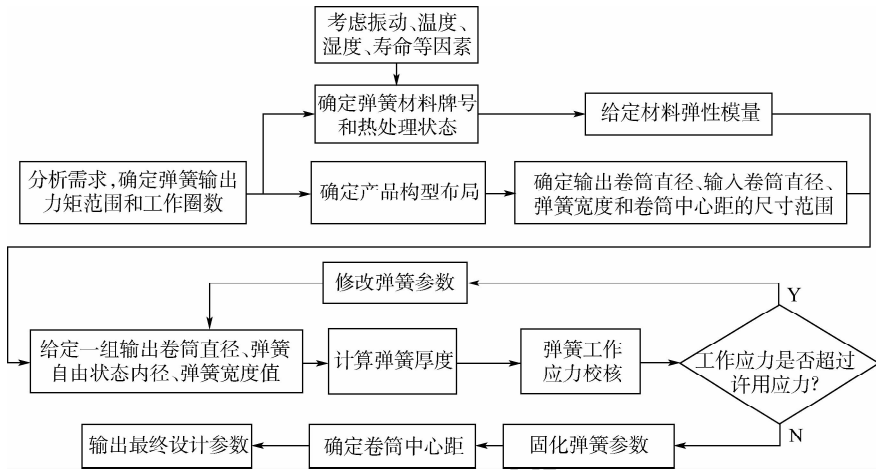 考虑振动、温度、
湿度、寿命等因素
确定弹簧材料牌号
和热处理状态
给定材料弹性模量
分析需求,确定弹簧输出
力矩范围和工作圈数
确定产品构型布局
确定输出卷筒直径、输入卷筒直径、
弹簧宽度和卷筒中心距的尺寸范围
修改弹簧参数
Y
给定一组输出卷筒直径、弹簧
自由状态内径、弹簧宽度值
计算弹簧厚度
弹簧工作
应力校核
工作应力是否超过
许用应力?
N
输出最终设计参数
确定卷筒中心距
固化弹簧参数